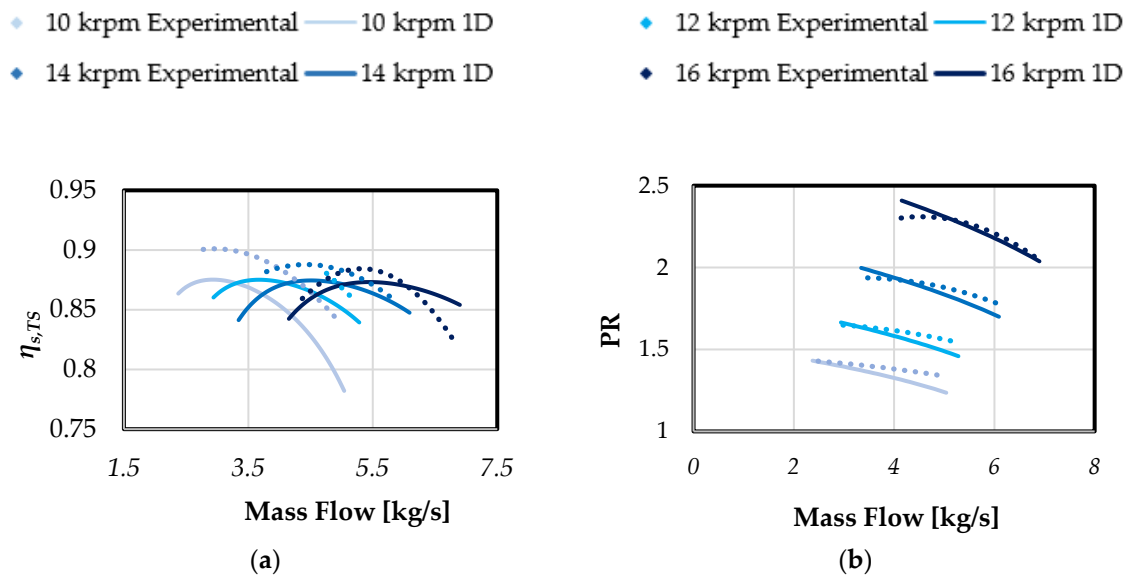 10 krpm Experimental 10 krpm 1D 12 krpm Experimental 12 krpm 1D
14 krpm Experimental 14 krpm 1D 16 krpm Experimental 16 krpm 1D
0.95
0.9
0.85
0.8
0.75
ηs,TS
1.5 3.5 5.5 7.5
Mass Flow [kg/s]
(a)
2.5
2
1.5
1
PR
0 2 4 6 8
Mass Flow [kg/s]
(b)